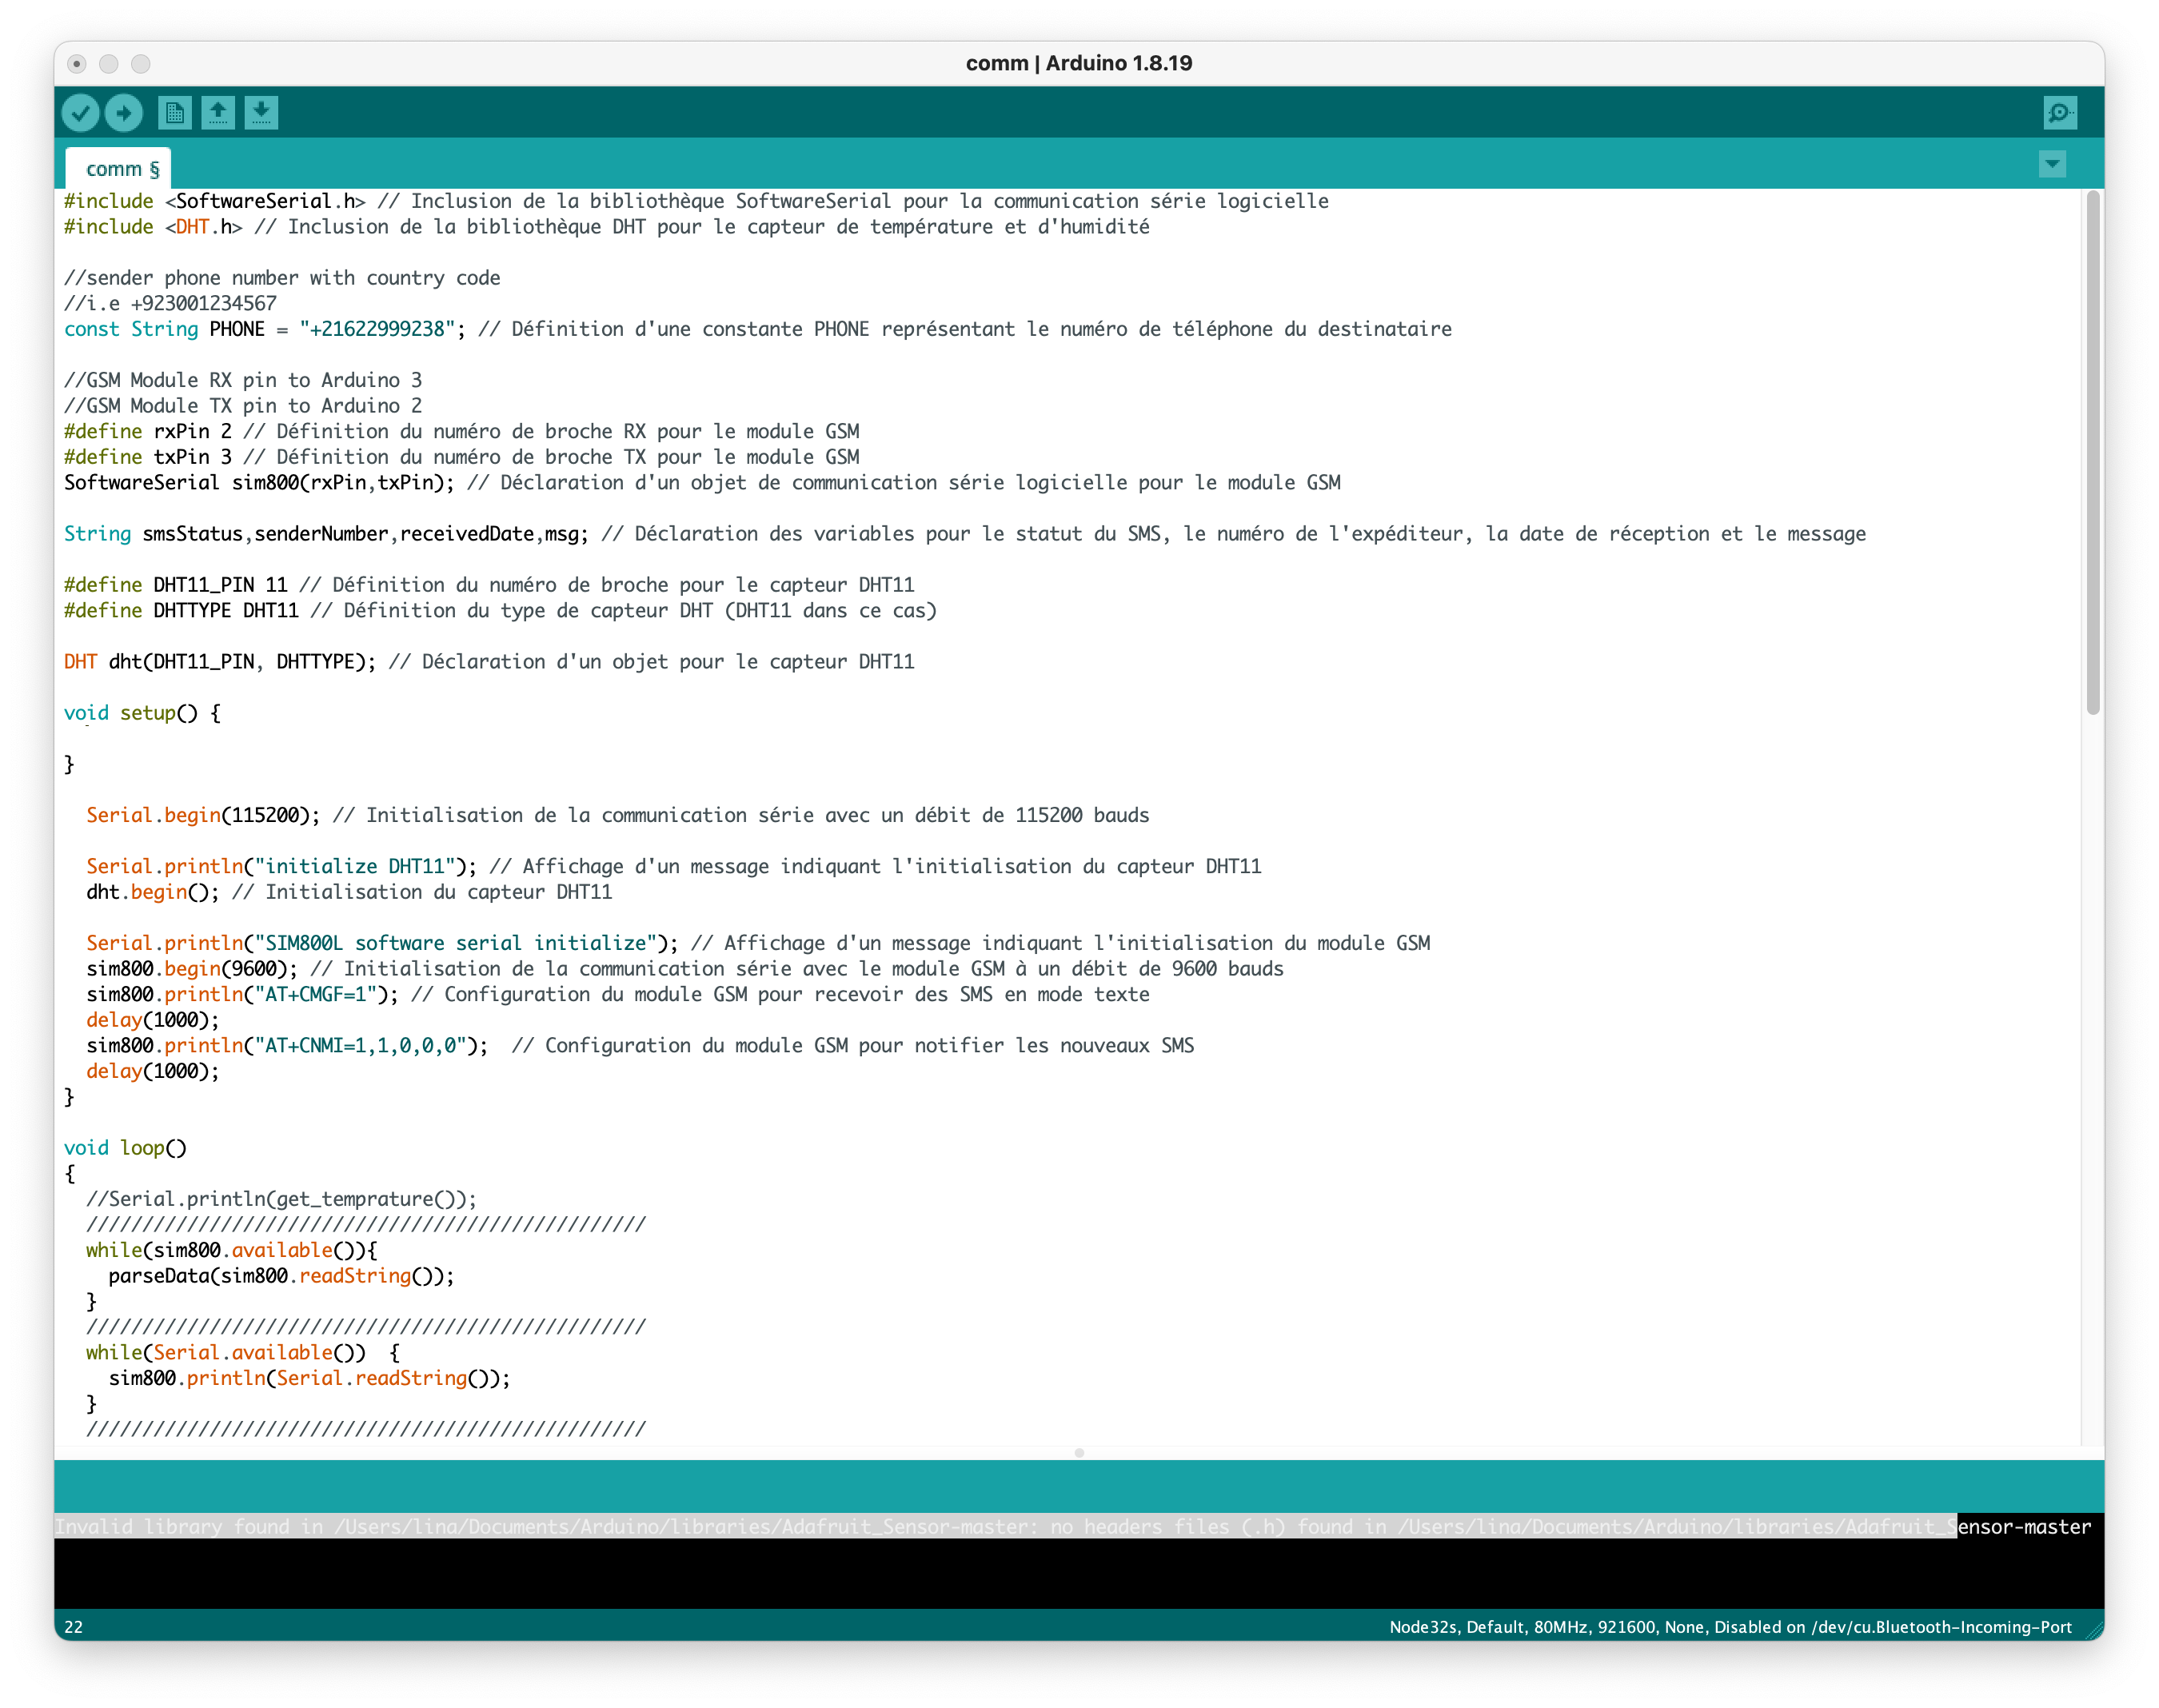 comm | Arduino 1.8.19
comm §
#include <SoftwareSerial.h> // Inclusion de la bibliothèque SoftwareSerial pour la communication série logicielle
#include <DHT.h> // Inclusion de la bibliothèque DHT pour le capteur de température et d'humidité
//sender phone number with country code
//i.e +923001234567
const String PHONE = "+21622999238"; // Définition d'une constante PHONE représentant le numéro de téléphone du destinataire
//GSM Module RX pin to Arduino 3
//GSM Module TX pin to Arduino 2
#define rxPin 2 // Définition du numéro de broche RX pour le module GSM
#define txPin 3 // Définition du numéro de broche TX pour le module GSM
SoftwareSerial sim800(rxPin,txPin); // Déclaration d'un objet de communication série logicielle pour le module GSM
String smsStatus,senderNumber,receivedDate,msg; // Déclaration des variables pour le statut du SMS, le numéro de l'expéditeur, la date de réception et le message
#define DHT11_PIN 11 // Définition du numéro de broche pour le capteur DHT11
#define DHTTYPE DHT11 // Définition du type de capteur DHT (DHT11 dans ce cas)
DHT dht(DHT11_PIN, DHTTYPE); // Déclaration d'un objet pour le capteur DHT11
void setup() {
}
Serial.begin(115200); // Initialisation de la communication série avec un débit de 115200 bauds
Serial.println("initialize DHT11"); // Affichage d'un message indiquant l'initialisation du capteur DHT11
dht.begin(); // Initialisation du capteur DHT11
Serial.println("SIM800L software serial initialize"); // Affichage d'un message indiquant l'initialisation du module GSM
sim800.begin(9600); // Initialisation de la communication série avec le module GSM à un débit de 9600 bauds
sim800.println("AT+CMGF=1"); // Configuration du module GSM pour recevoir des SMS en mode texte
delay(1000);
sim800.println("AT+CNMI=1,1,0,0,0");  // Configuration du module GSM pour notifier les nouveaux SMS
delay(1000);
}
void loop()
{
//Serial.println(get_temprature());
//////////////////////////////////////////////////
while(sim800.available()){
parseData(sim800.readString());
}
//////////////////////////////////////////////////
while(Serial.available())  {
sim800.println(Serial.readString());
}
//////////////////////////////////////////////////
Invalid library found in /Users/lina/Documents/Arduino/libraries/Adafruit_Sensor-master: no headers files (.h) found in /Users/lina/Documents/Arduino/libraries/Adafruit_Sensor-master
22
Node32s, Default, 80MHz, 921600, None, Disabled on /dev/cu.Bluetooth-Incoming-Port